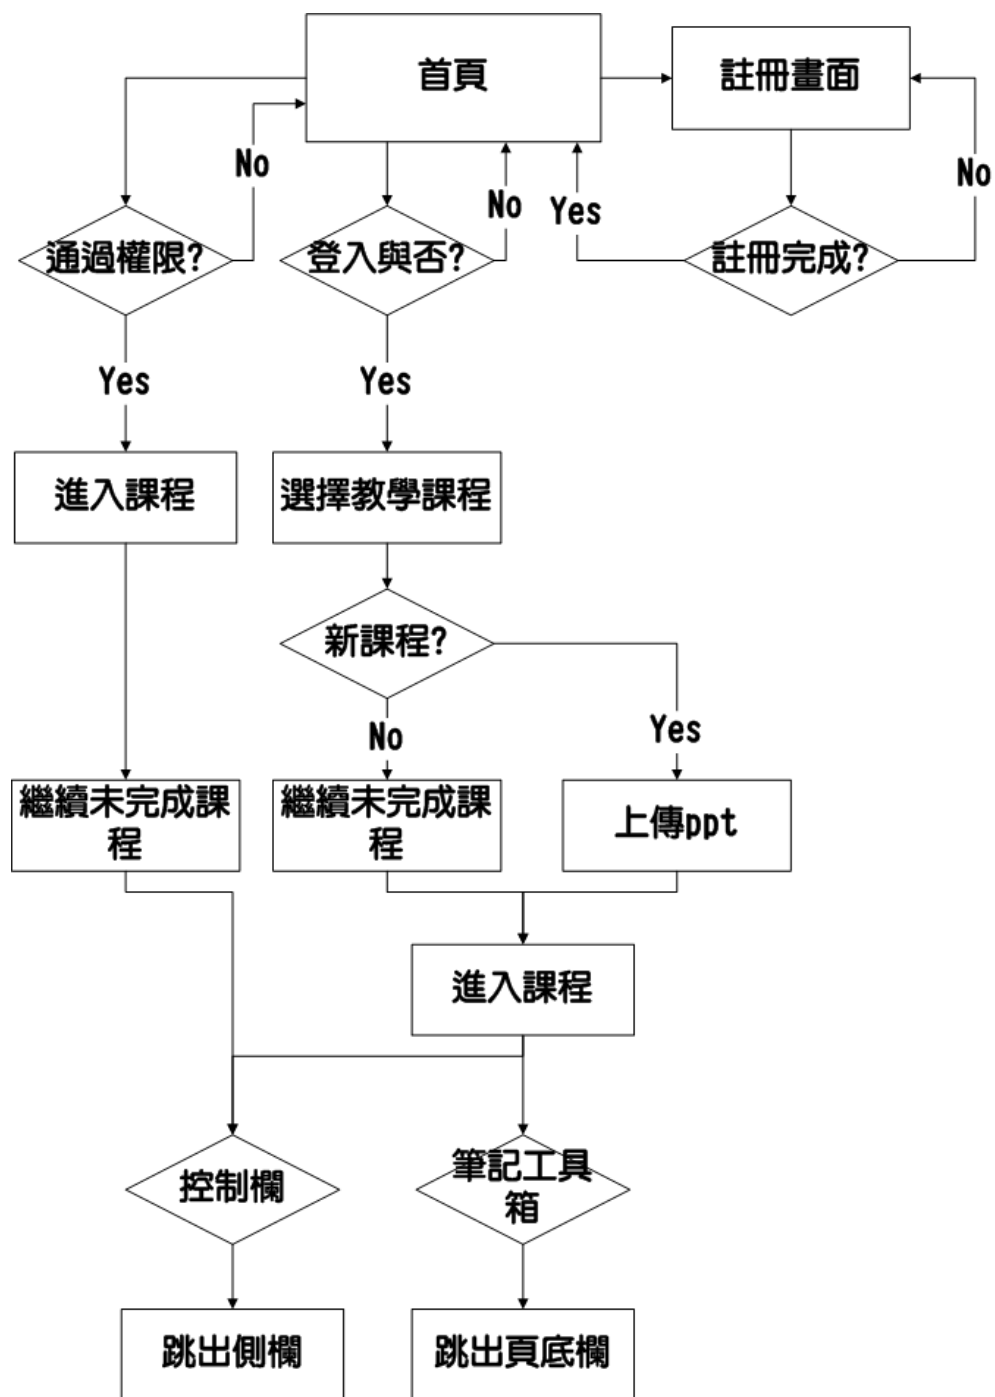 首頁
註冊畫面
No
No
Yes
No
通過權限?
登入與否?
註冊完成?
Yes
Yes
進入課程
選擇教學課程
新課程?
No
Yes
繼續未完成課
程
繼續未完成課
程
上傳ppt
進入課程
控制欄
筆記工具
箱
跳出側欄
跳出頁底欄